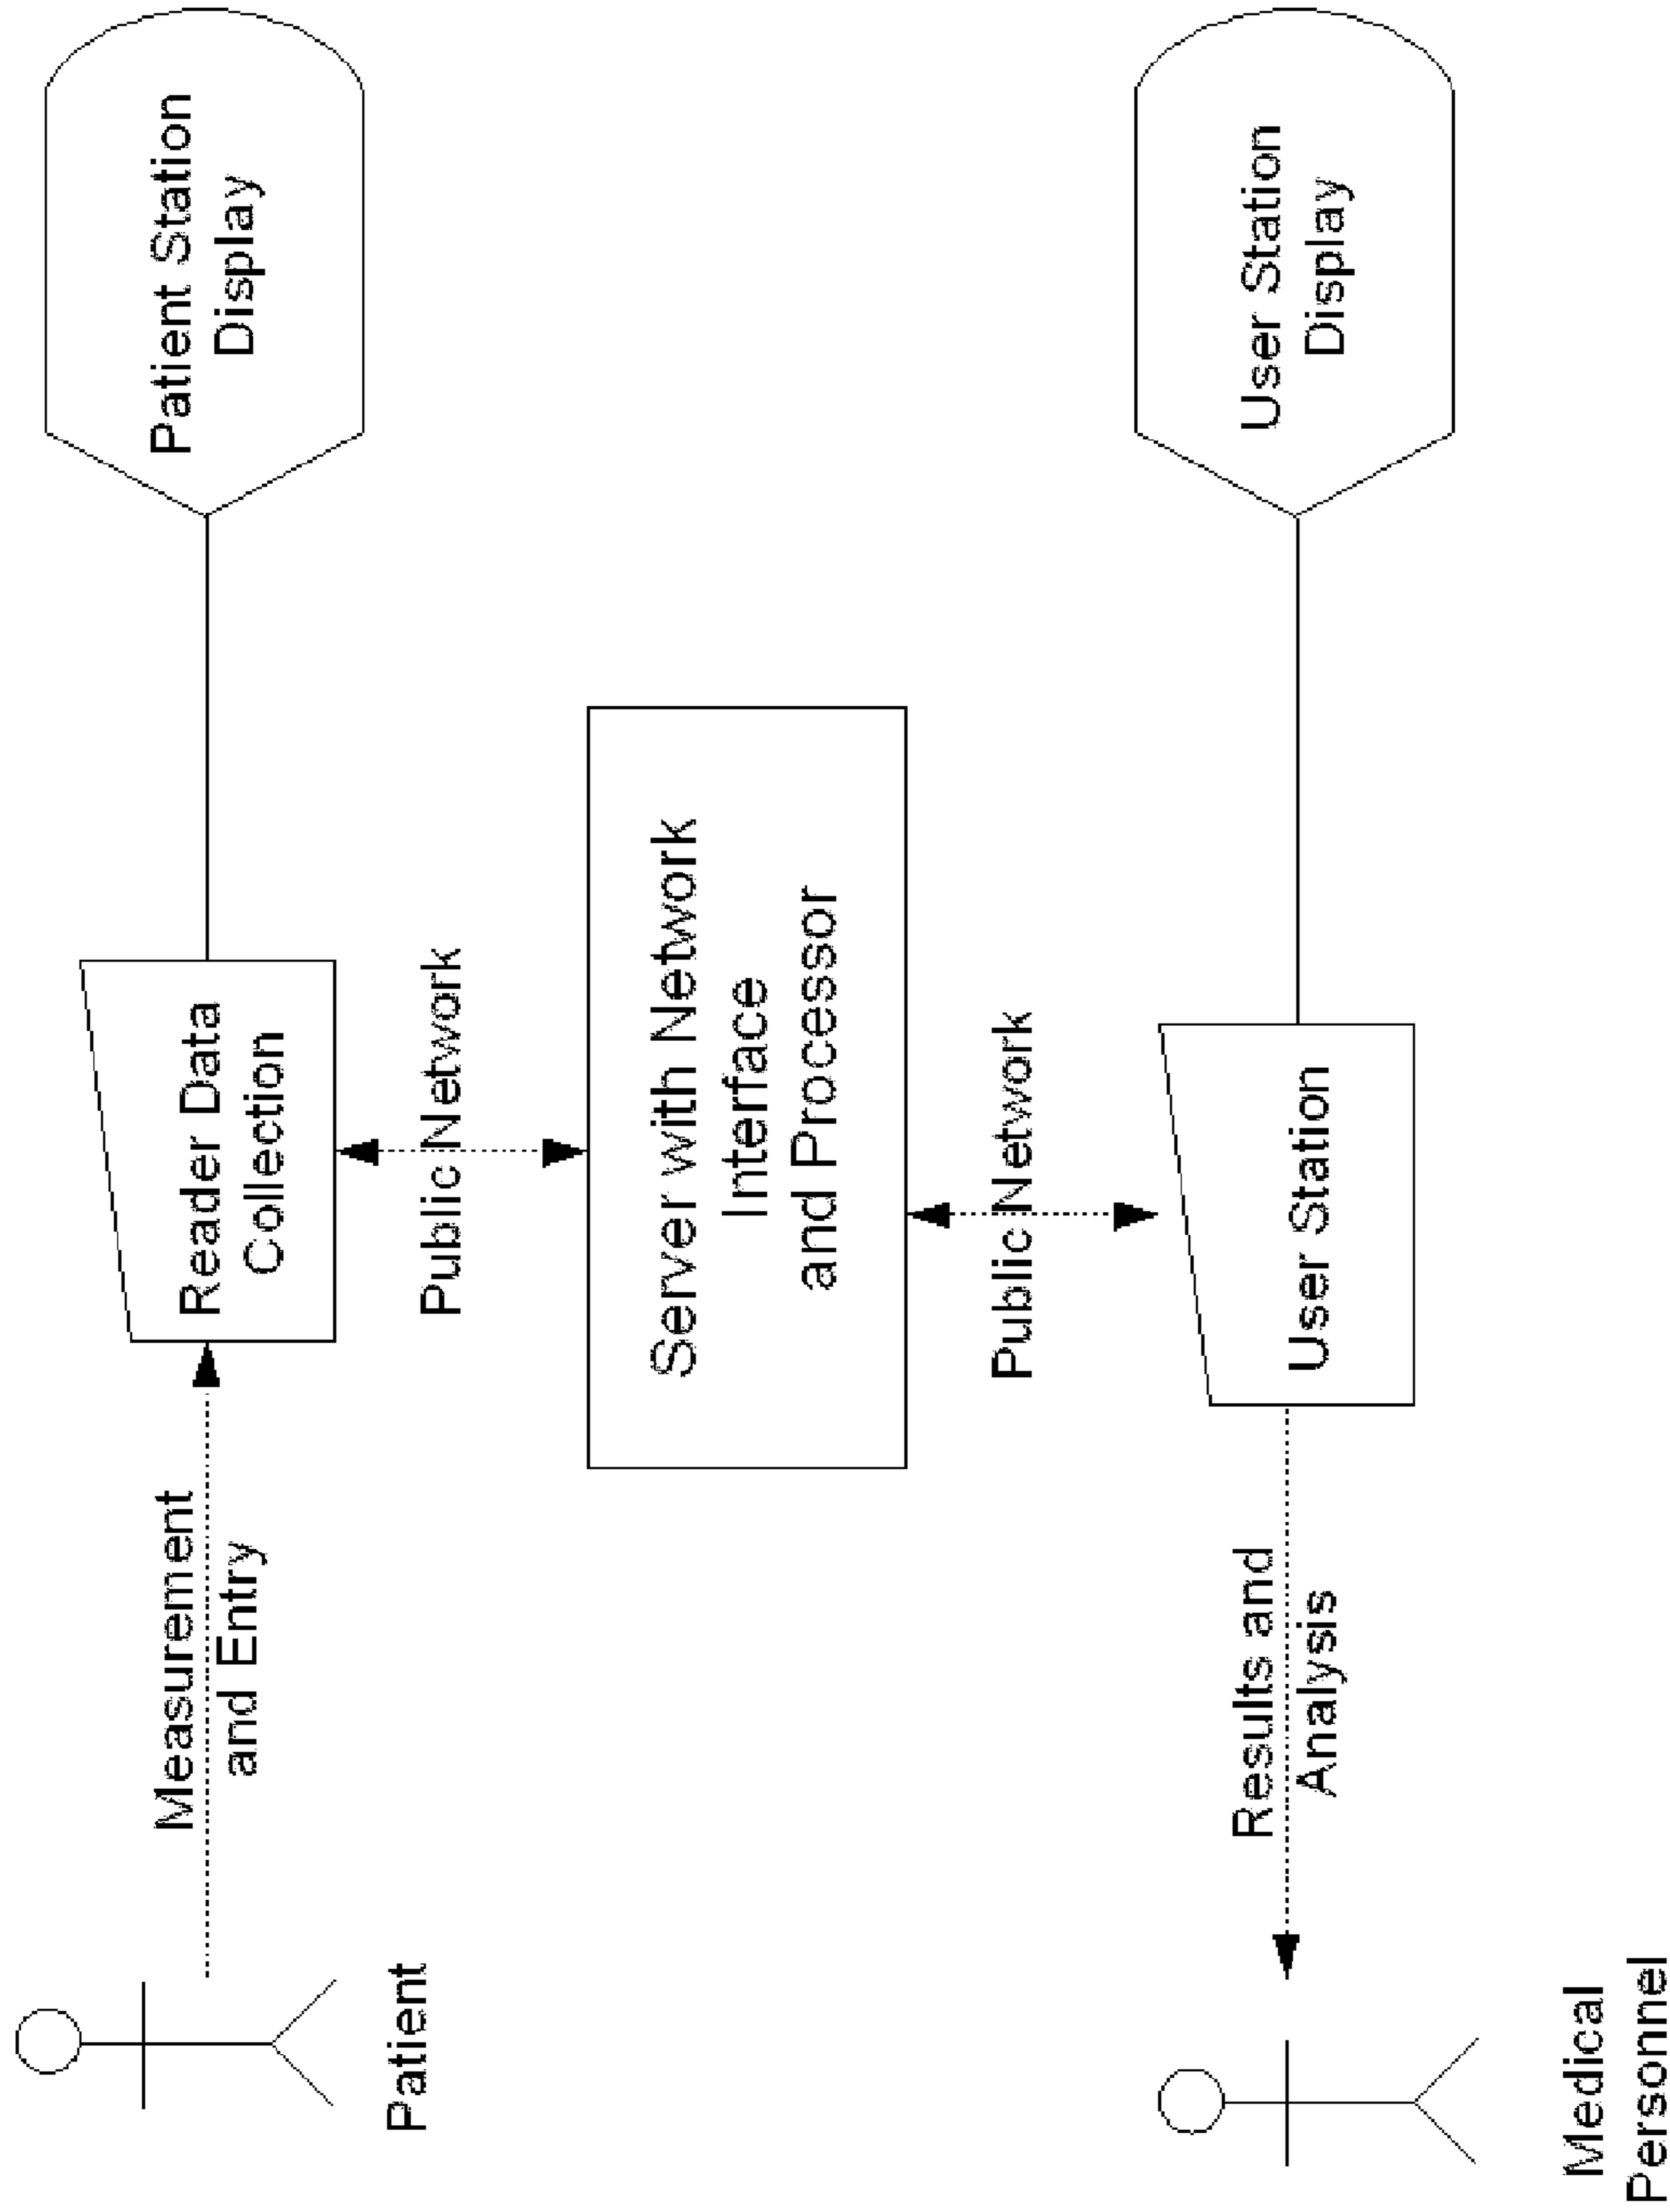 Patient
Measurement
and Entry
Reader Data
Collection
Patient Station
Display
Public Network
Server with Network
Interface
and Processor
Public Network
Medical
Personnel
Results and
Analysis
User Station
User Station
Display